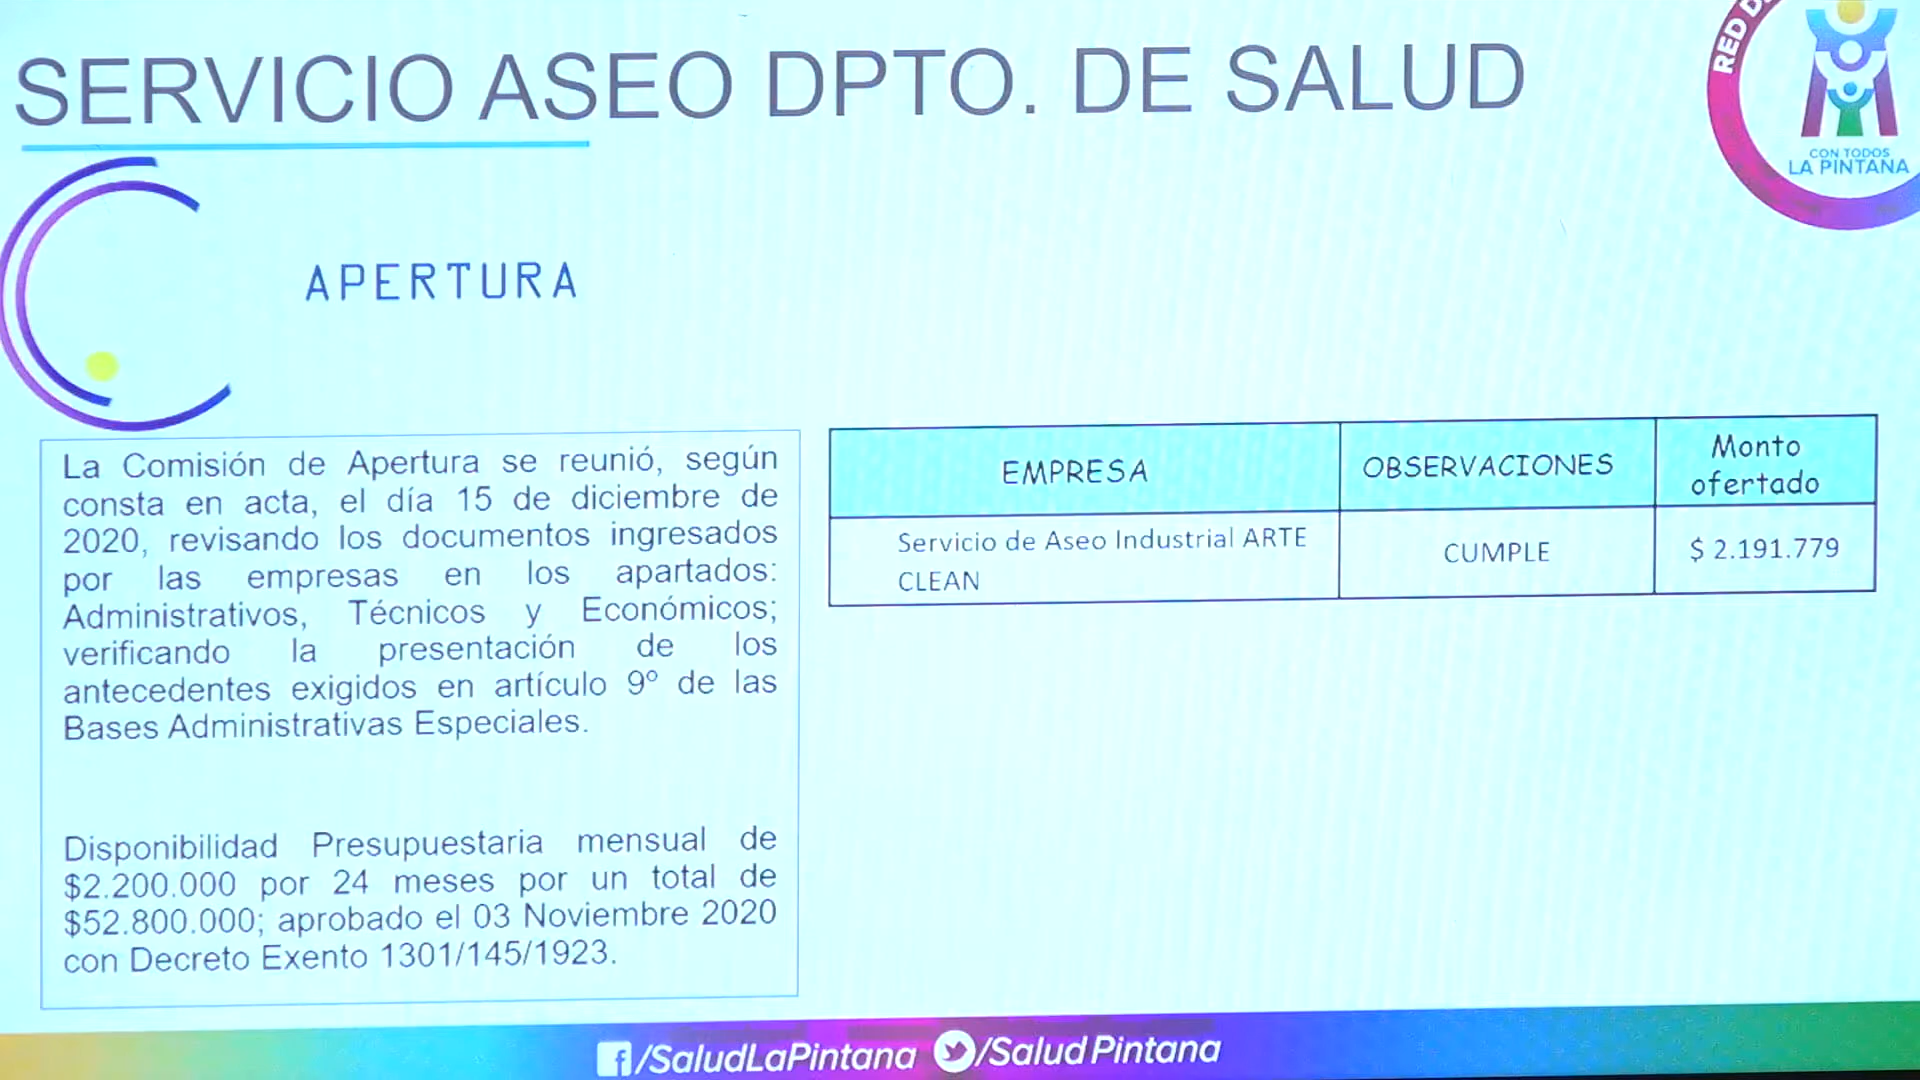 SERVICIO ASEO DPTO. DE SALUD
RED D
CON TODOS
LA PINTANA
APERTURA
La Comisión de Apertura se reunió, según
consta en acta, el día 15 de diciembre de
2020, revisando los documentos ingresados
por las empresas en los apartados:
Administrativos, Técnicos y Económicos;
verificando la presentación de los
antecedentes exigidos en artículo 9º de las
Bases Administrativas Especiales.
Disponibilidad Presupuestaria mensual de
$2.200.000 por 24 meses por un total de
$52.800.000; aprobado el 03 Noviembre 2020
con Decreto Exento 1301/145/1923.
EMPRESA
OBSERVACIONES
Monto
ofertado
Servicio de Aseo Industrial ARTE
CLEAN
CUMPLE
$ 2.191.779
/SaludLaPintana /Salud Pintana